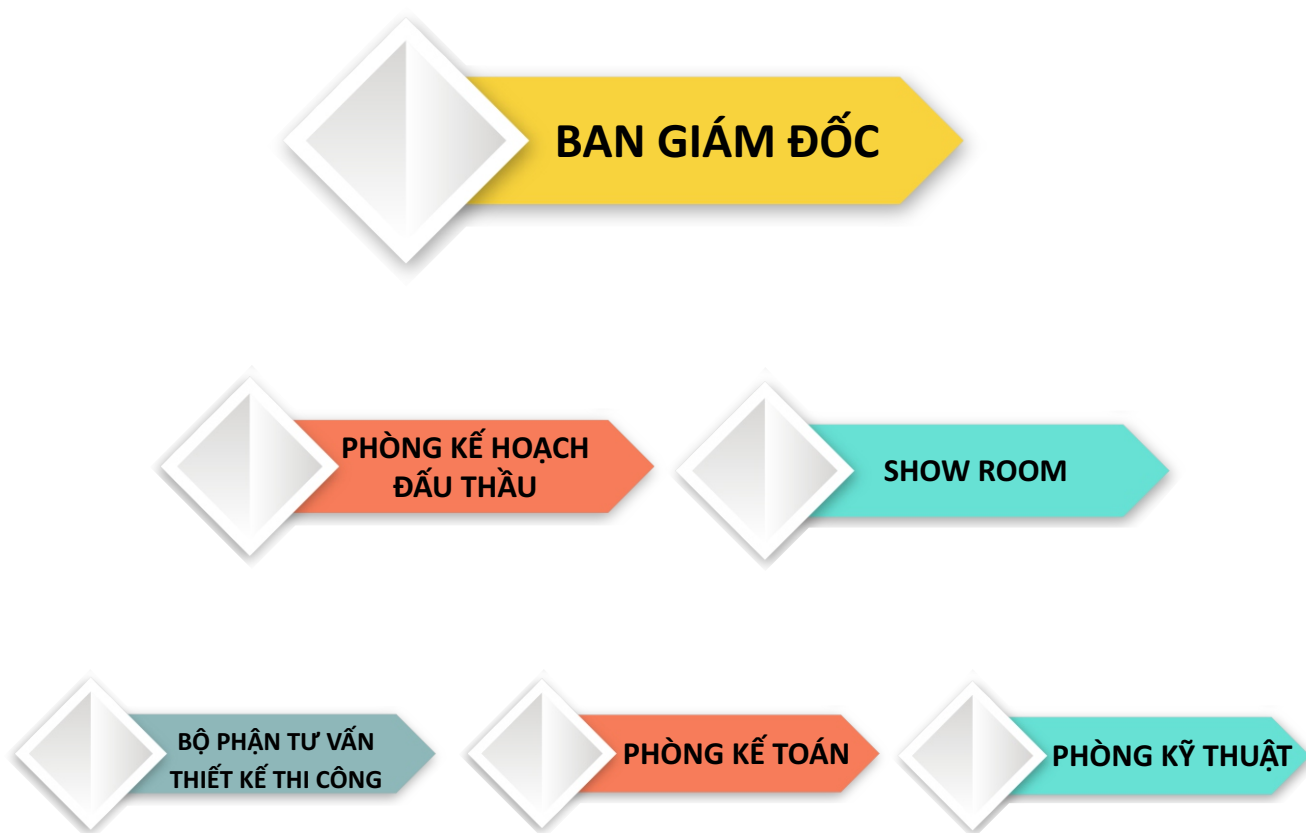 BAN GIÁM ĐỐC
PHÒNG KẾ HOẠCH
ĐẤU THẦU
SHOW ROOM
BỘ PHẬN TƯ VẤN
THIẾT KẾ THI CÔNG
PHÒNG KẾ TOÁN
PHÒNG KỸ THUẬT